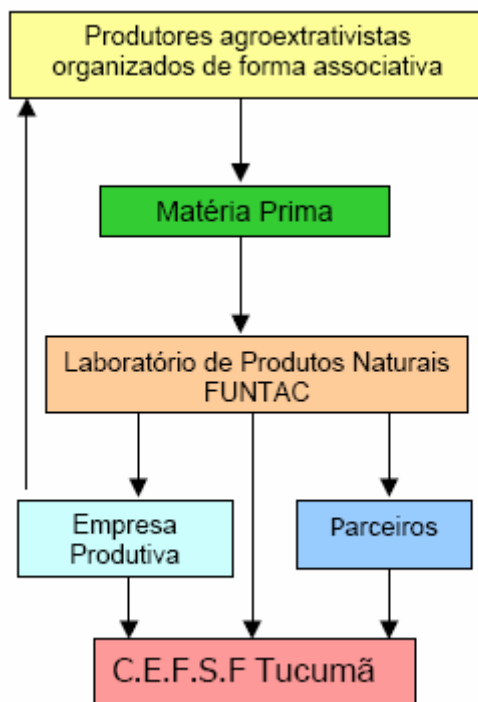 Produtores agroextrativistas
organizados de forma associativa
Matéria Prima
Laboratório de Produtos Naturais
FUNTAC
Empresa
Produtiva
Parceiros
C.E.F.S.F Tucumã